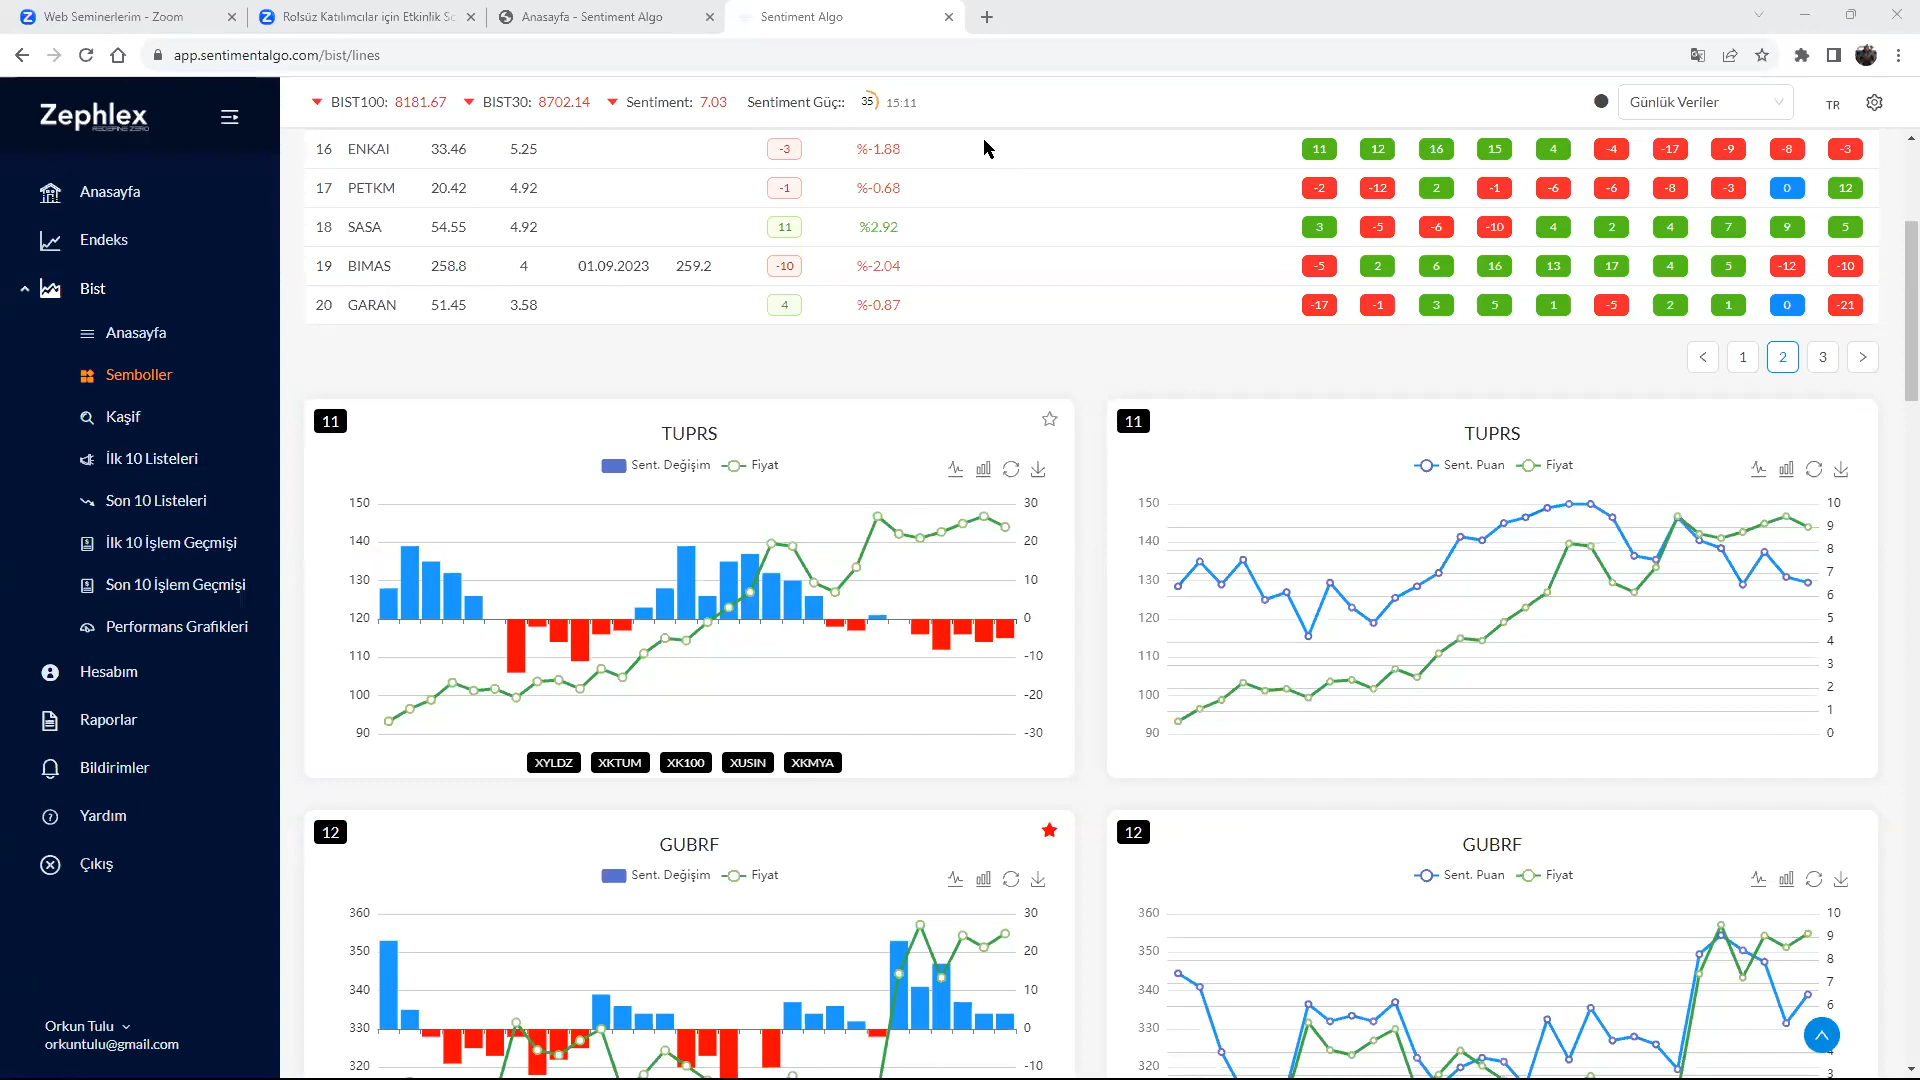 Web Seminerlerim - Zoom
Rolsüz Katılımcılar için Etkinlik Sc
Anasayfa - Sentiment Algo
Sentiment Algo
app.sentimentalgo.com/bist/lines
Zephlex
REDEFINE ZERO
BIST100: 8181.67 BIST30: 8702.14 Sentiment: 7.03 Sentiment Güç:: 35 15:11
Günlük Veriler
TR
Anasayfa
Endeks
Bist
Anasayfa
Semboller
Kaşif
İlk 10 Listeleri
Son 10 Listeleri
İlk 10 İşlem Geçmişi
Son 10 İşlem Geçmişi
Performans Grafikleri
Hesabım
Raporlar
Bildirimler
Yardım
Çıkış
Orkun Tulu
orkuntulu@gmail.com
16 ENKAI 33.46 5.25 -3 %-1.88 11 12 16 15 4 -4 -17 -9 -8 -3
17 PETKM 20.42 4.92 -1 %-0.68 -2 -12 2 -1 -6 -6 -8 -3 0 12
18 SASA 54.55 4.92 11 %2.92 3 -5 -6 -10 4 2 4 7 9 5
19 BIMAS 258.8 4 01.09.2023 259.2 -10 %-2.04 -5 2 6 16 13 17 4 5 -12 -10
20 GARAN 51.45 3.58 4 %-0.87 -17 -1 3 5 1 -5 2 1 0 -21
< 1 2 3 >
11
TUPRS
Sent. Değişim Fiyat
150 30
140 20
130 10
120 0
110 -10
100 -20
90 -30
XYLDZ XKTUM XK100 XUSIN XKMYA
11
TUPRS
Sent. Puan Fiyat
150 10
9
140 8
130 7
6
120 5
4
110 3
100 2
1
90 0
12
GUBRF
Sent. Değişim Fiyat
360 30
350 20
340 10
330 0
320 -10
12
GUBRF
Sent. Puan Fiyat
360 10
9
350 8
340 7
6
330
4
320 3